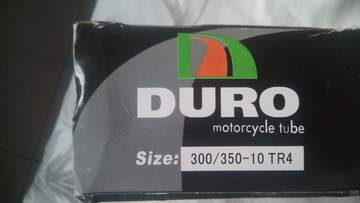 DURO
motorcycle tube
Size: 300/350-10 TR4